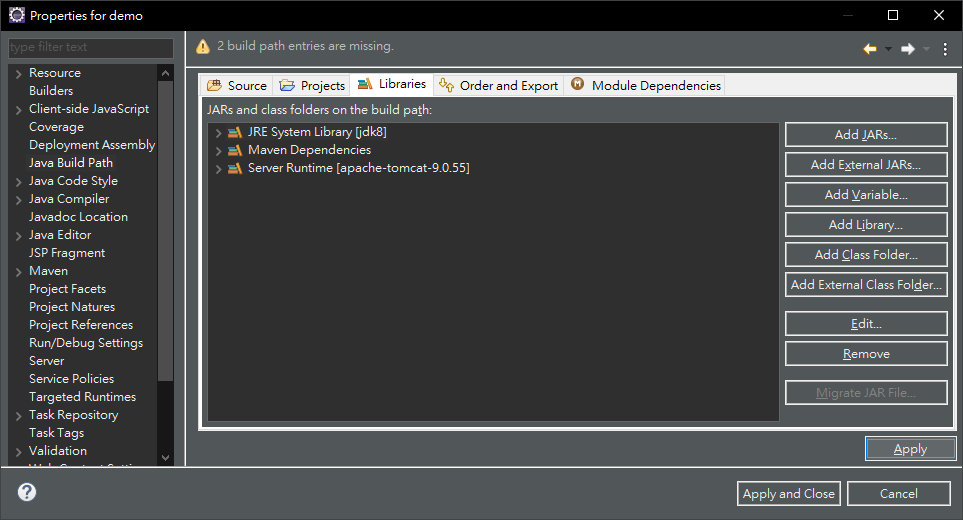 Properties for demo
type filter text
2 build path entries are missing.
Resource
Builders
Client-side JavaScript
Coverage
Deployment Assembly
Java Build Path
Java Code Style
Java Compiler
Javadoc Location
Java Editor
JSP Fragment
Maven
Project Facets
Project Natures
Project References
Run/Debug Settings
Server
Service Policies
Targeted Runtimes
Task Repository
Task Tags
Validation
Source
Projects
Libraries
Order and Export
Module Dependencies
JARs and class folders on the build path:
JRE System Library [jdk8]
Maven Dependencies
Server Runtime [apache-tomcat-9.0.55]
Add JARs...
Add External JARs...
Add Variable...
Add Library...
Add Class Folder...
Add External Class Folder...
Edit...
Remove
Migrate JAR File...
Apply
Apply and Close
Cancel